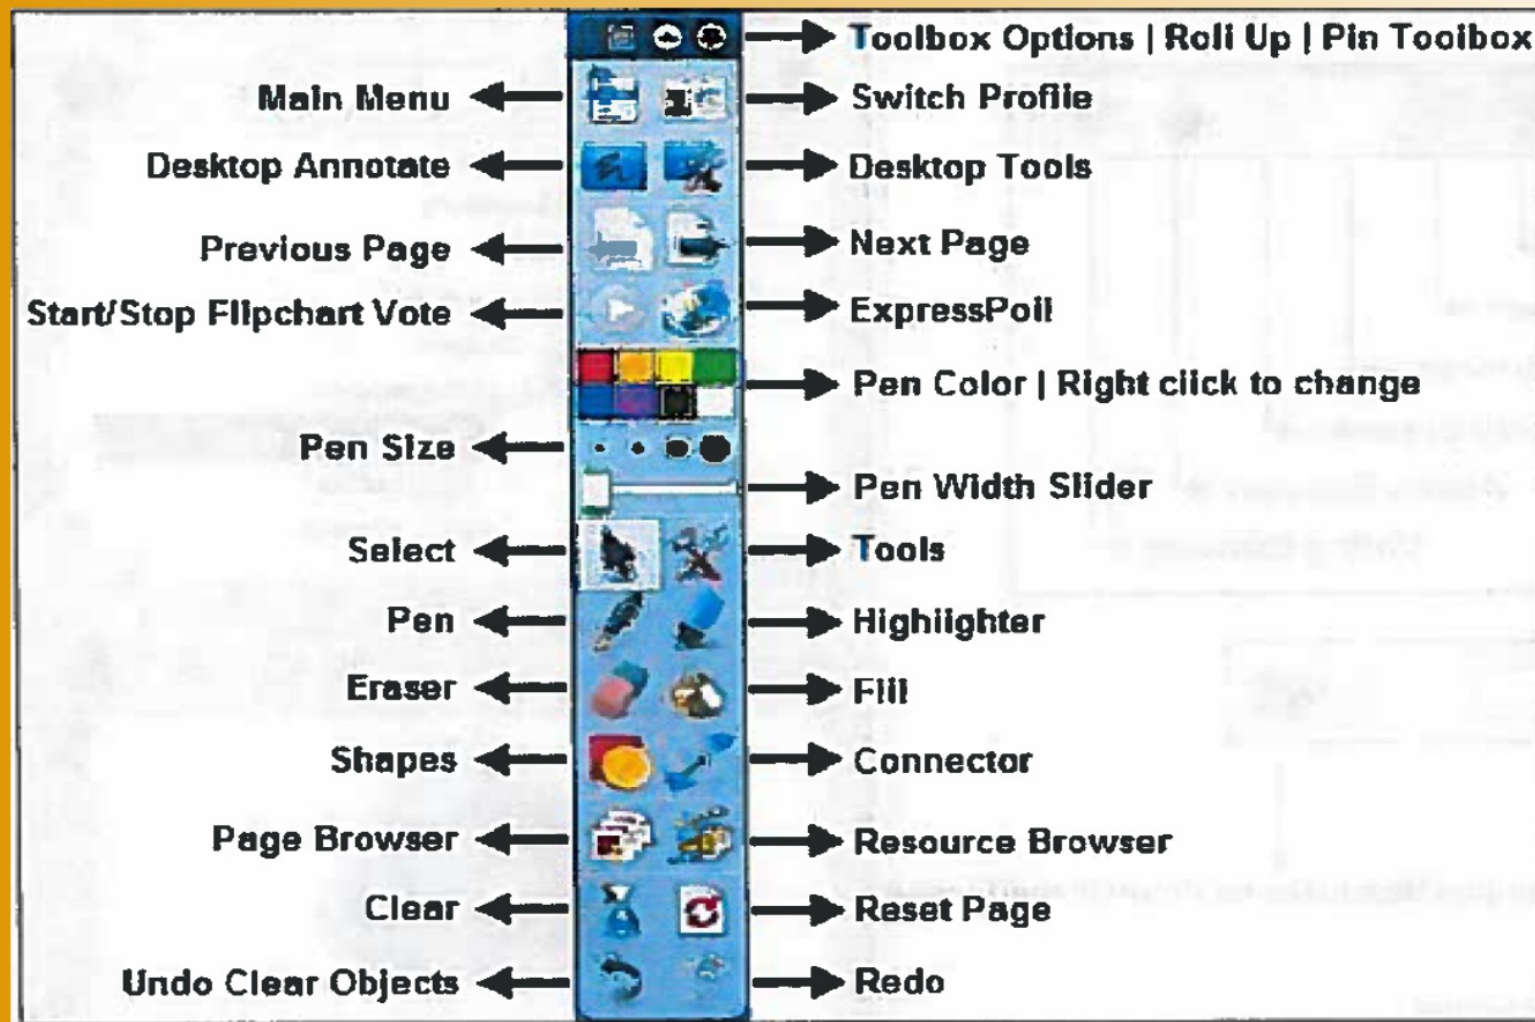 Toolbox Options | Roll Up | Pin Toolbox
Main Menu
Switch Profile
Desktop Annotate
Desktop Tools
Previous Page
Next Page
Start/Stop Flipchart Vote
ExpressPoll
Pen Color | Right click to change
Pen Size
Pen Width Slider
Select
Tools
Pen
Highlighter
Eraser
Fill
Shapes
Connector
Page Browser
Resource Browser
Clear
Reset Page
Undo Clear Objects
Redo